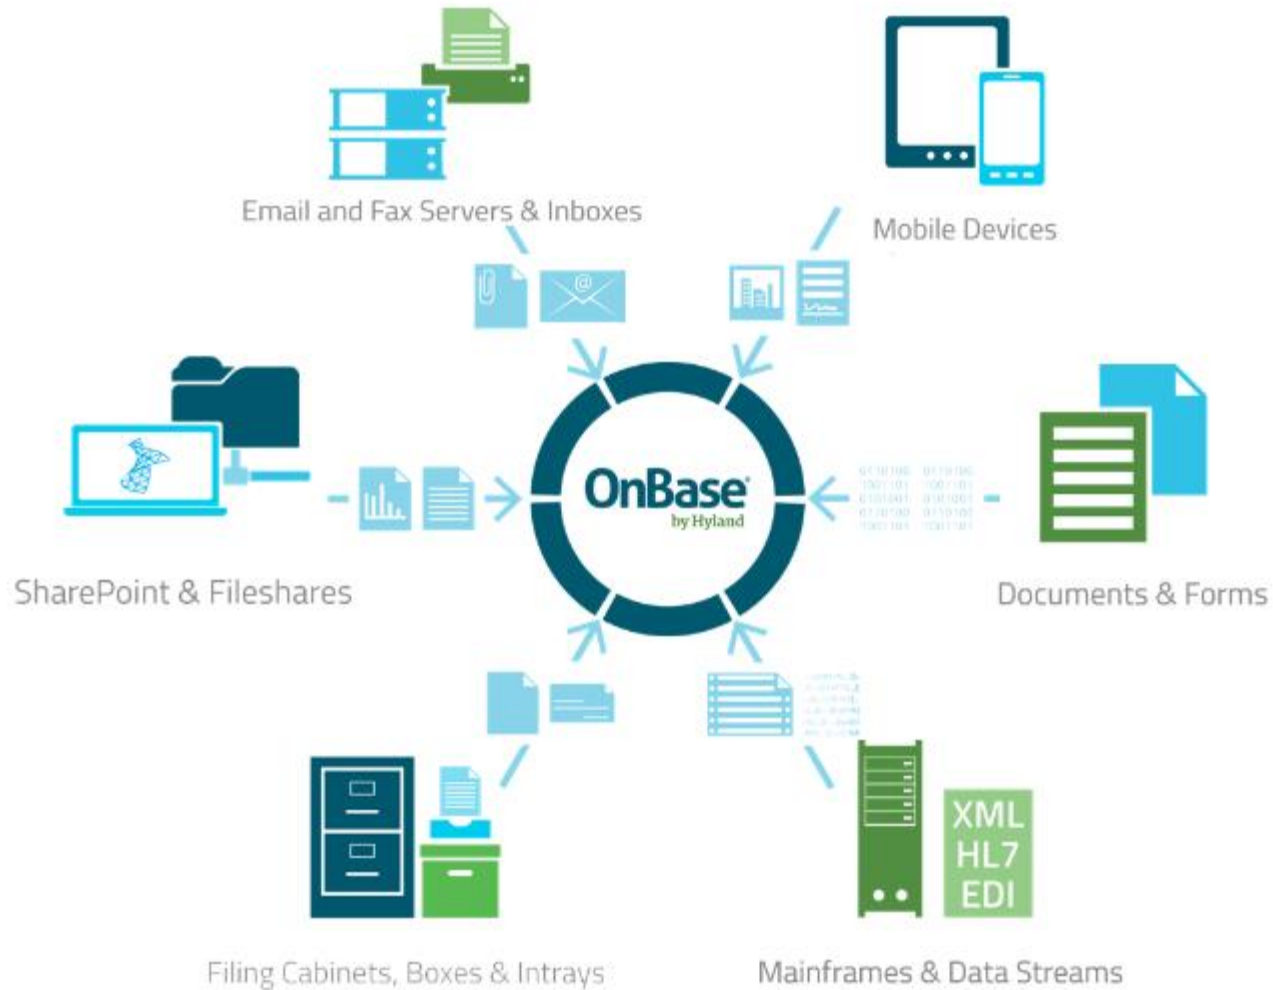 Email and Fax Servers & Inboxes
Mobile Devices
@
OnBase®
by Hyland
SharePoint & Fileshares
Documents & Forms
XML
HL7
EDI
Filing Cabinets, Boxes & Intrays
Mainframes & Data Streams